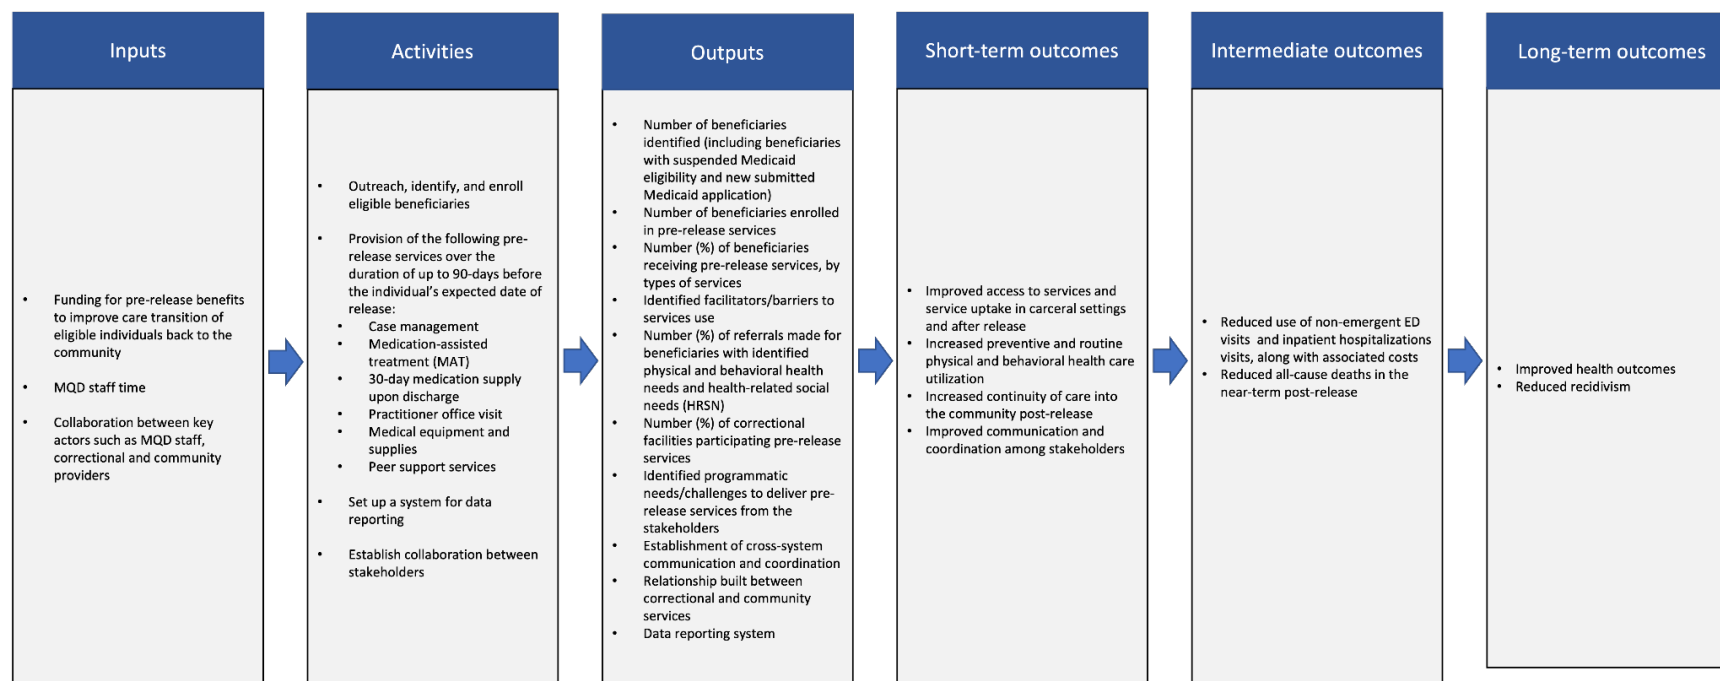 Inputs
Funding for pre-release benefits
to improve care transition of
eligible individuals back to the
community
MQD staff time
Collaboration between key
actors such as MQD staff,
correctional and community
providers
Activities
Outreach, identify, and enroll
eligible beneficiaries
Provision of the following pre-
release services over the
duration of up to 90-days before
the individual's expected date of
release:
Case management
Medication-assisted
treatment (MAT)
30-day medication supply
upon discharge
Practitioner office visit
Medical equipment and
supplies
Peer support services
Set up a system for data
reporting
Establish collaboration between
stakeholders
Outputs
Number of beneficiaries
identified (including beneficiaries
with suspended Medicaid
eligibility and new submitted
Medicaid application)
Number of beneficiaries enrolled
in pre-release services
Number (%) of beneficiaries
receiving pre-release services, by
types of services
Identified facilitators/barriers to
services use
Number (%) of referrals made for
beneficiaries with identified
physical and behavioral health
needs and health-related social
needs (HRSN)
Number (%) of correctional
facilities participating pre-release
services
Identified programmatic
needs/challenges to deliver pre-
release services from the
stakeholders
Establishment of cross-system
communication and coordination
Relationship built between
correctional and community
services
Data reporting system
Short-term outcomes
Improved access to services and
service uptake in carceral settings
and after release
Increased preventive and routine
physical and behavioral health care
utilization
Increased continuity of care into
the community post-release
Improved communication and
coordination among stakeholders
Intermediate outcomes
Reduced use of non-emergent ED
visits and inpatient hospitalizations
visits, along with associated costs
Reduced all-cause deaths in the
near-term post-release
Long-term outcomes
Improved health outcomes
Reduced recidivism